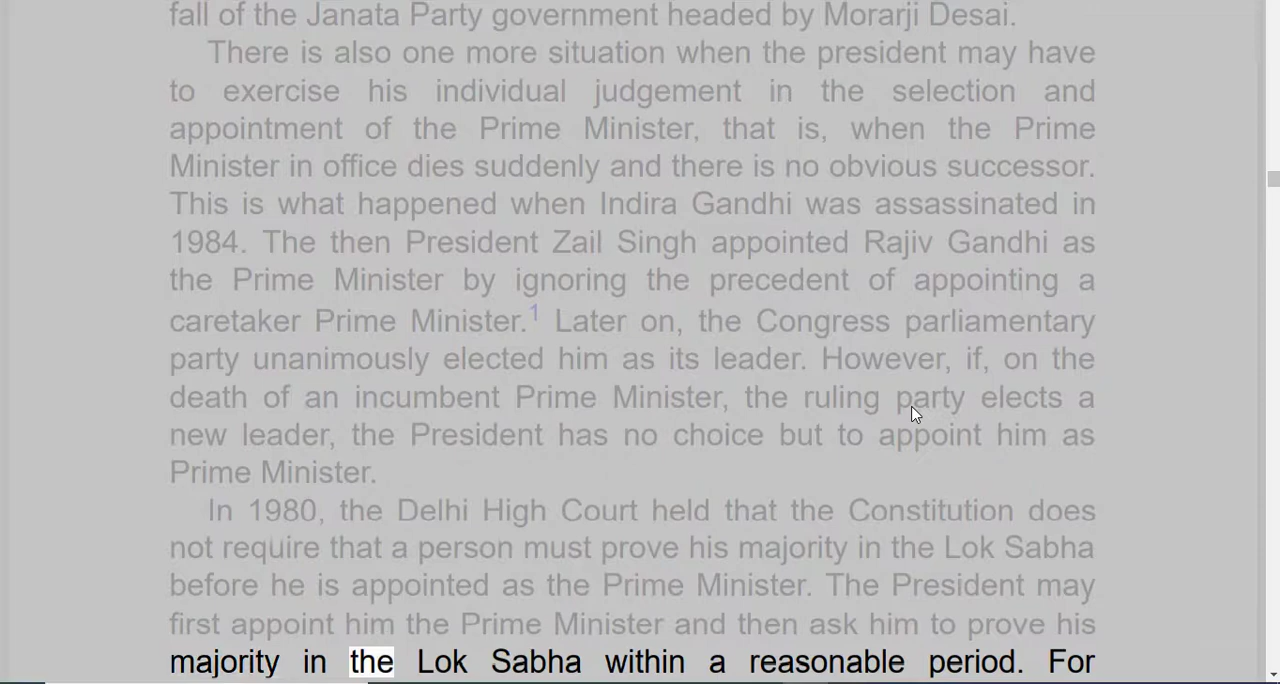 fall of the Janata Party government headed by Morarji Desai.
There is also one more situation when the president may have
to exercise his individual judgement in the selection and
appointment of the Prime Minister, that is, when the Prime
Minister in office dies suddenly and there is no obvious successor.
This is what happened when Indira Gandhi was assassinated in
1984. The then President Zail Singh appointed Rajiv Gandhi as
the Prime Minister by ignoring the precedent of appointing a
caretaker Prime Minister.1 Later on, the Congress parliamentary
party unanimously elected him as its leader. However, if, on the
death of an incumbent Prime Minister, the ruling party elects a
new leader, the President has no choice but to appoint him as
Prime Minister.
In 1980, the Delhi High Court held that the Constitution does
not require that a person must prove his majority in the Lok Sabha
before he is appointed as the Prime Minister. The President may
first appoint him the Prime Minister and then ask him to prove his
majority in the Lok Sabha within a reasonable period. For